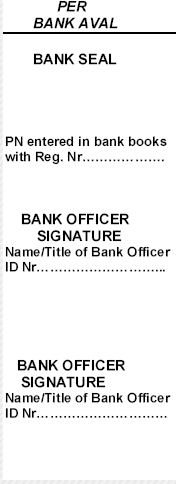 PER
BANK AVAL
BANK SEAL
PN entered in bank books
with Reg. Nr……………….
BANK OFFICER
SIGNATURE
Name/Title of Bank Officer
ID Nr………………………..
BANK OFFICER
SIGNATURE
Name/Title of Bank Officer
ID Nr…………………………